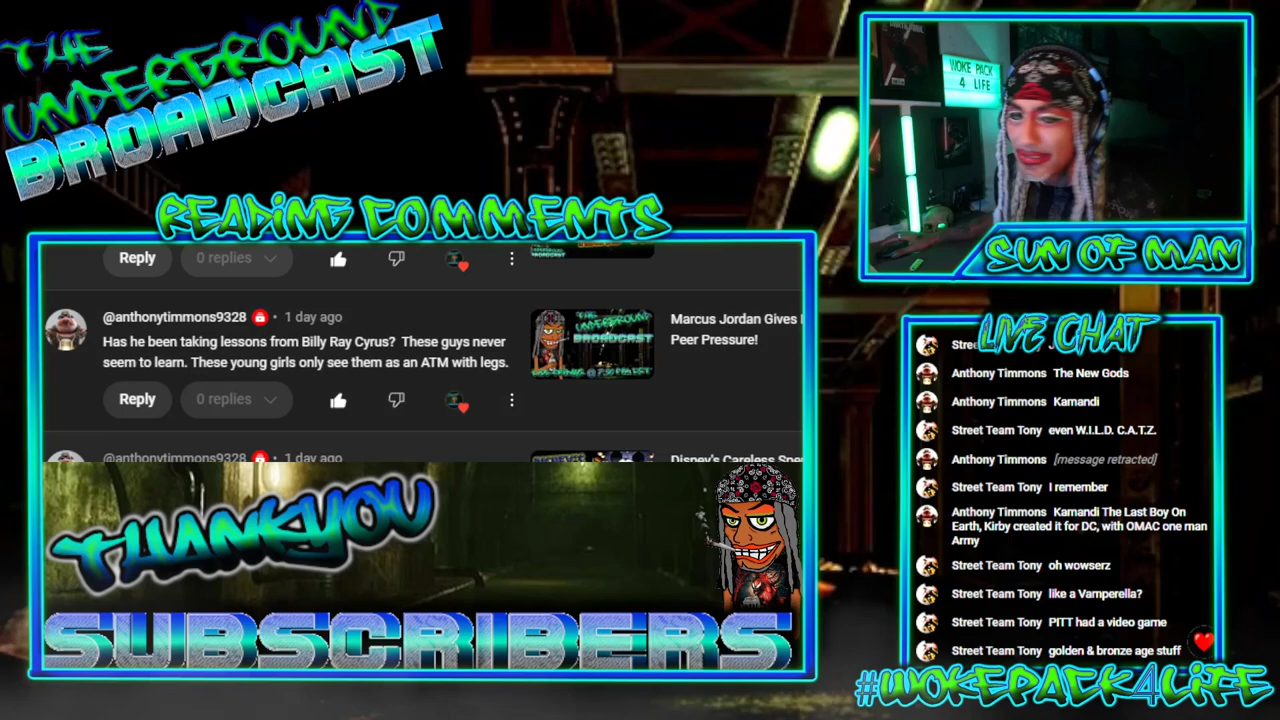 THE
UNDERGROUND
BROADCAST
WOKE PACK
4 LIFE
SUN OF MAN
READING COMMENTS
Reply 0 replies
@anthonytimmons9328 • 1 day ago
Has he been taking lessons from Billy Ray Cyrus? These guys never
seem to learn. These young girls only see them as an ATM with legs.
THE
UNDERGROUND
BROADCAST
Marcus Jordan Gives
Peer Pressure!
Reply 0 replies
@anthonytimmons9328 • 1 day ago
Disney's Careless
THANKYOU
SUBSCRIBERS
LIVE CHAT
Anthony Timmons The New Gods
Anthony Timmons Kamandi
Street Team Tony even W.I.L.D. C.A.T.Z.
Anthony Timmons [message retracted]
Street Team Tony I remember
Anthony Timmons Kamandi The Last Boy On
Earth, Kirby created it for DC, with OMAC one man
Army
Street Team Tony oh wowserz
Street Team Tony like a Vamperella?
Street Team Tony PITT had a video game
Street Team Tony golden & bronze age stuff
#WOKEPACK4LIFE